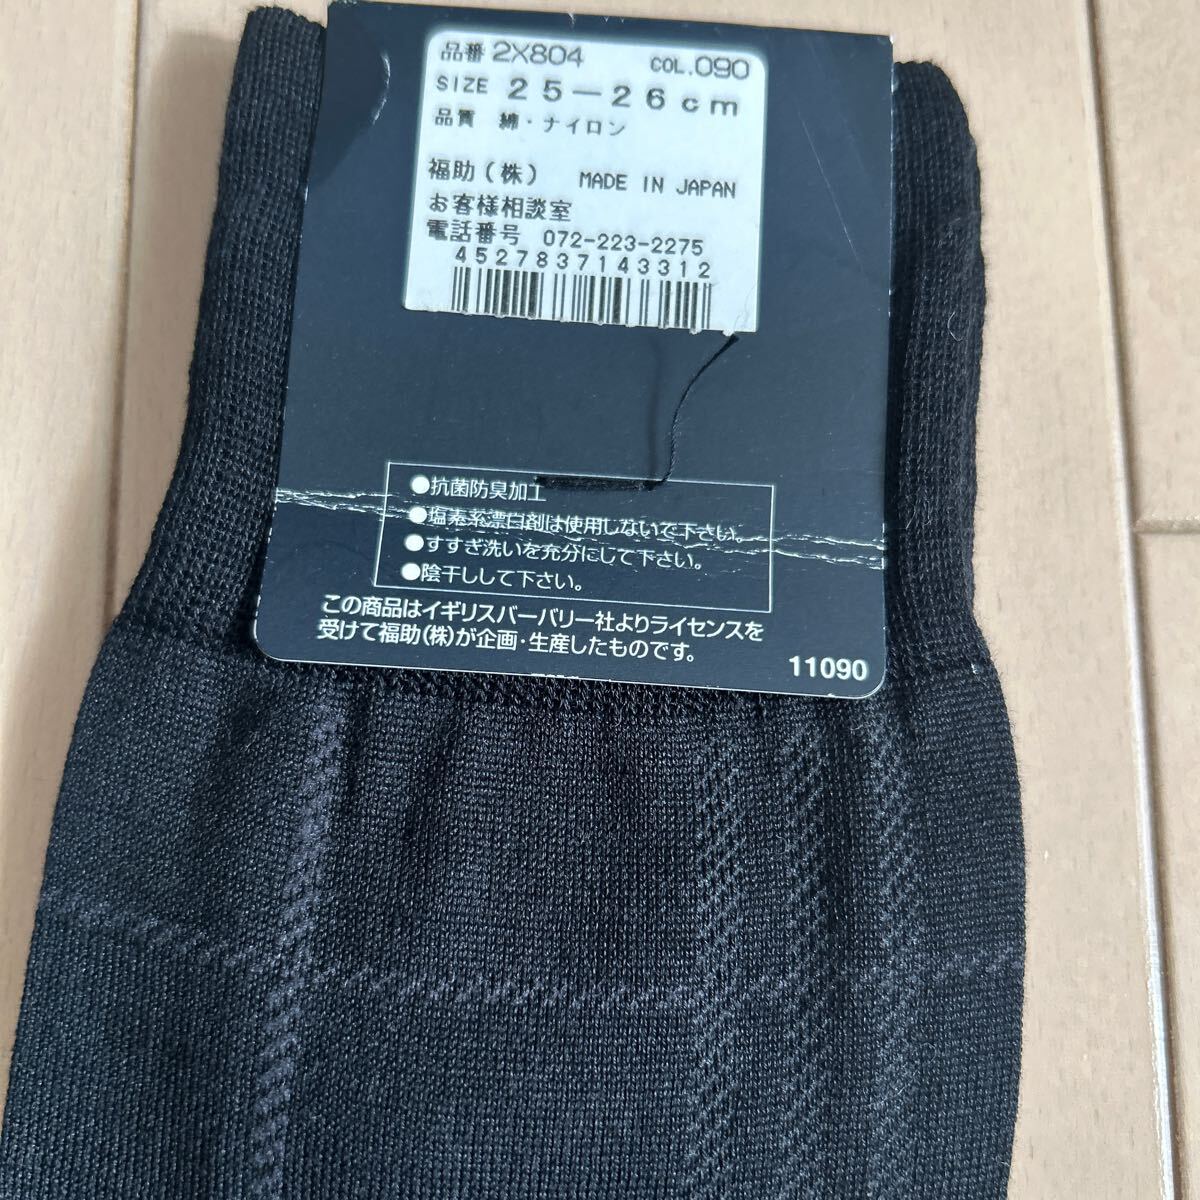 品番 2X804 COL.090
SIZE 25-26cm
品質 綿・ナイロン
福助(株) MADE IN JAPAN
お客様相談室
電話番号 072-223-2275
4527837143312
●抗菌防臭加工
●塩素系漂白剤は使用しないで下さい。
●すすぎ洗いを充分にして下さい。
●陰干しして下さい。
この商品はイギリスバーバリー社よりライセンスを
受けて福助(株)が企画・生産したものです。
11090